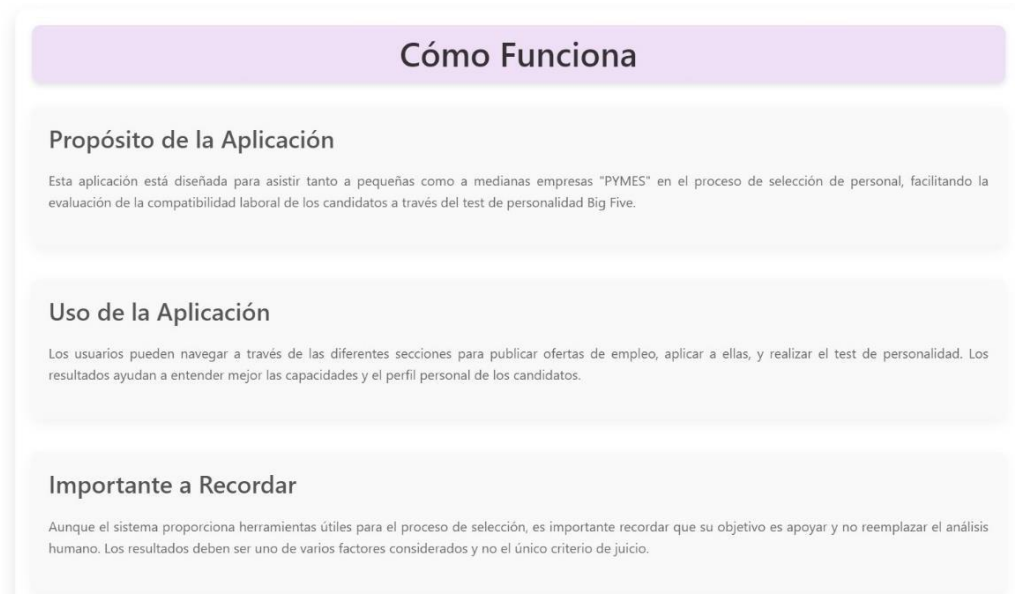 Cómo Funciona
Propósito de la Aplicación
Esta aplicación está diseñada para asistir tanto a pequeñas como a medianas empresas "PYMES" en el proceso de selección de personal, facilitando la
evaluación de la compatibilidad laboral de los candidatos a través del test de personalidad Big Five.
Uso de la Aplicación
Los usuarios pueden navegar a través de las diferentes secciones para publicar ofertas de empleo, aplicar a ellas, y realizar el test de personalidad. Los
resultados ayudan a entender mejor las capacidades y el perfil personal de los candidatos.
Importante a Recordar
Aunque el sistema proporciona herramientas útiles para el proceso de selección, es importante recordar que su objetivo es apoyar y no reemplazar el análisis
humano. Los resultados deben ser uno de varios factores considerados y no el único criterio de juicio.